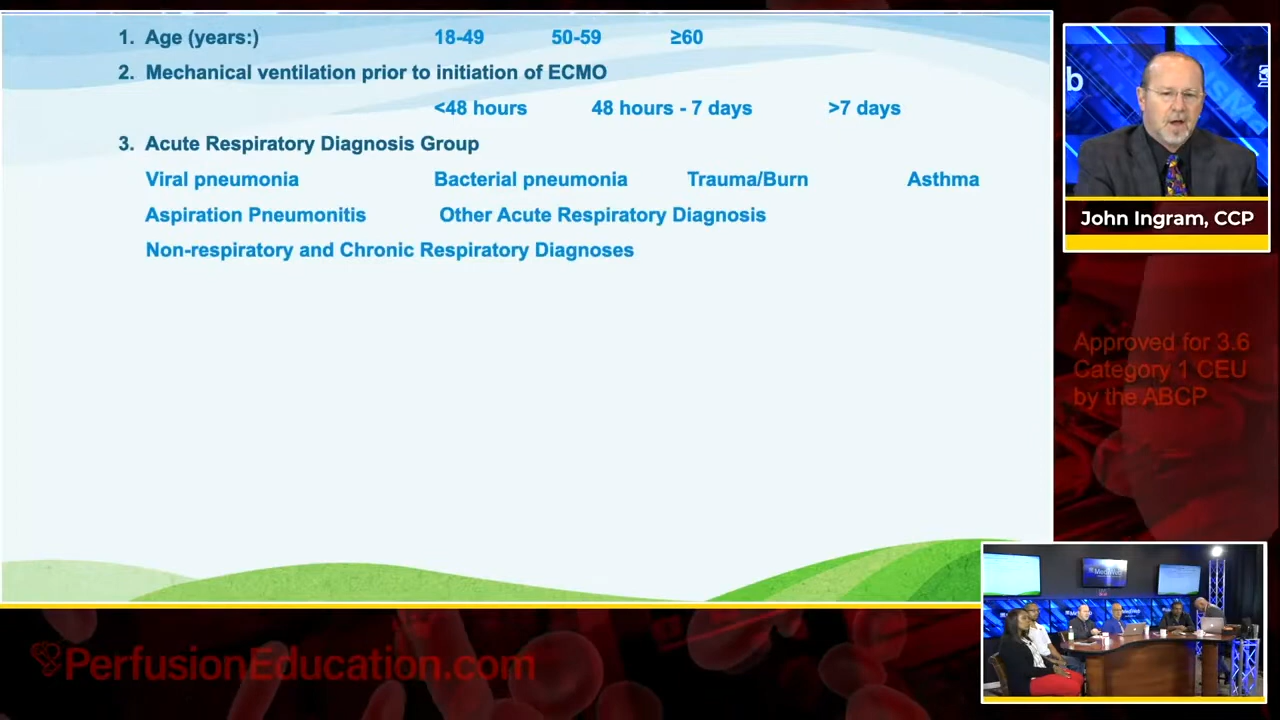 1. Age (years:) 18-49 50-59 ≥60
2. Mechanical ventilation prior to initiation of ECMO
<48 hours 48 hours - 7 days >7 days
3. Acute Respiratory Diagnosis Group
Viral pneumonia Bacterial pneumonia Trauma/Burn Asthma
Aspiration Pneumonitis Other Acute Respiratory Diagnosis
Non-respiratory and Chronic Respiratory Diagnoses
John Ingram, CCP
Approved for 3.6
Category 1 CEU
by the ABCP
PerfusionEducation.com